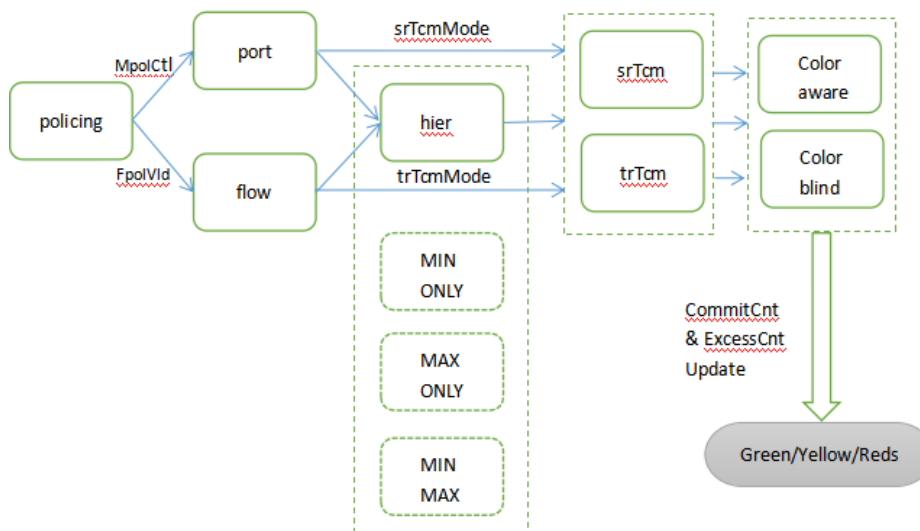 srTcmMode
port
MpolCtl
srTcm
Color
aware
policing
hier
FpolVld
trTcmMode
flow
trTcm
Color
blind
MIN
ONLY
CommitCnt
& ExcessCnt
Update
MAX
ONLY
Green/Yellow/Reds
MIN
MAX